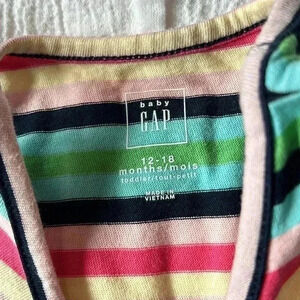 baby
GAP
12-18
months/mois
toddler/tout-petit
MADE IN
VIETNAM